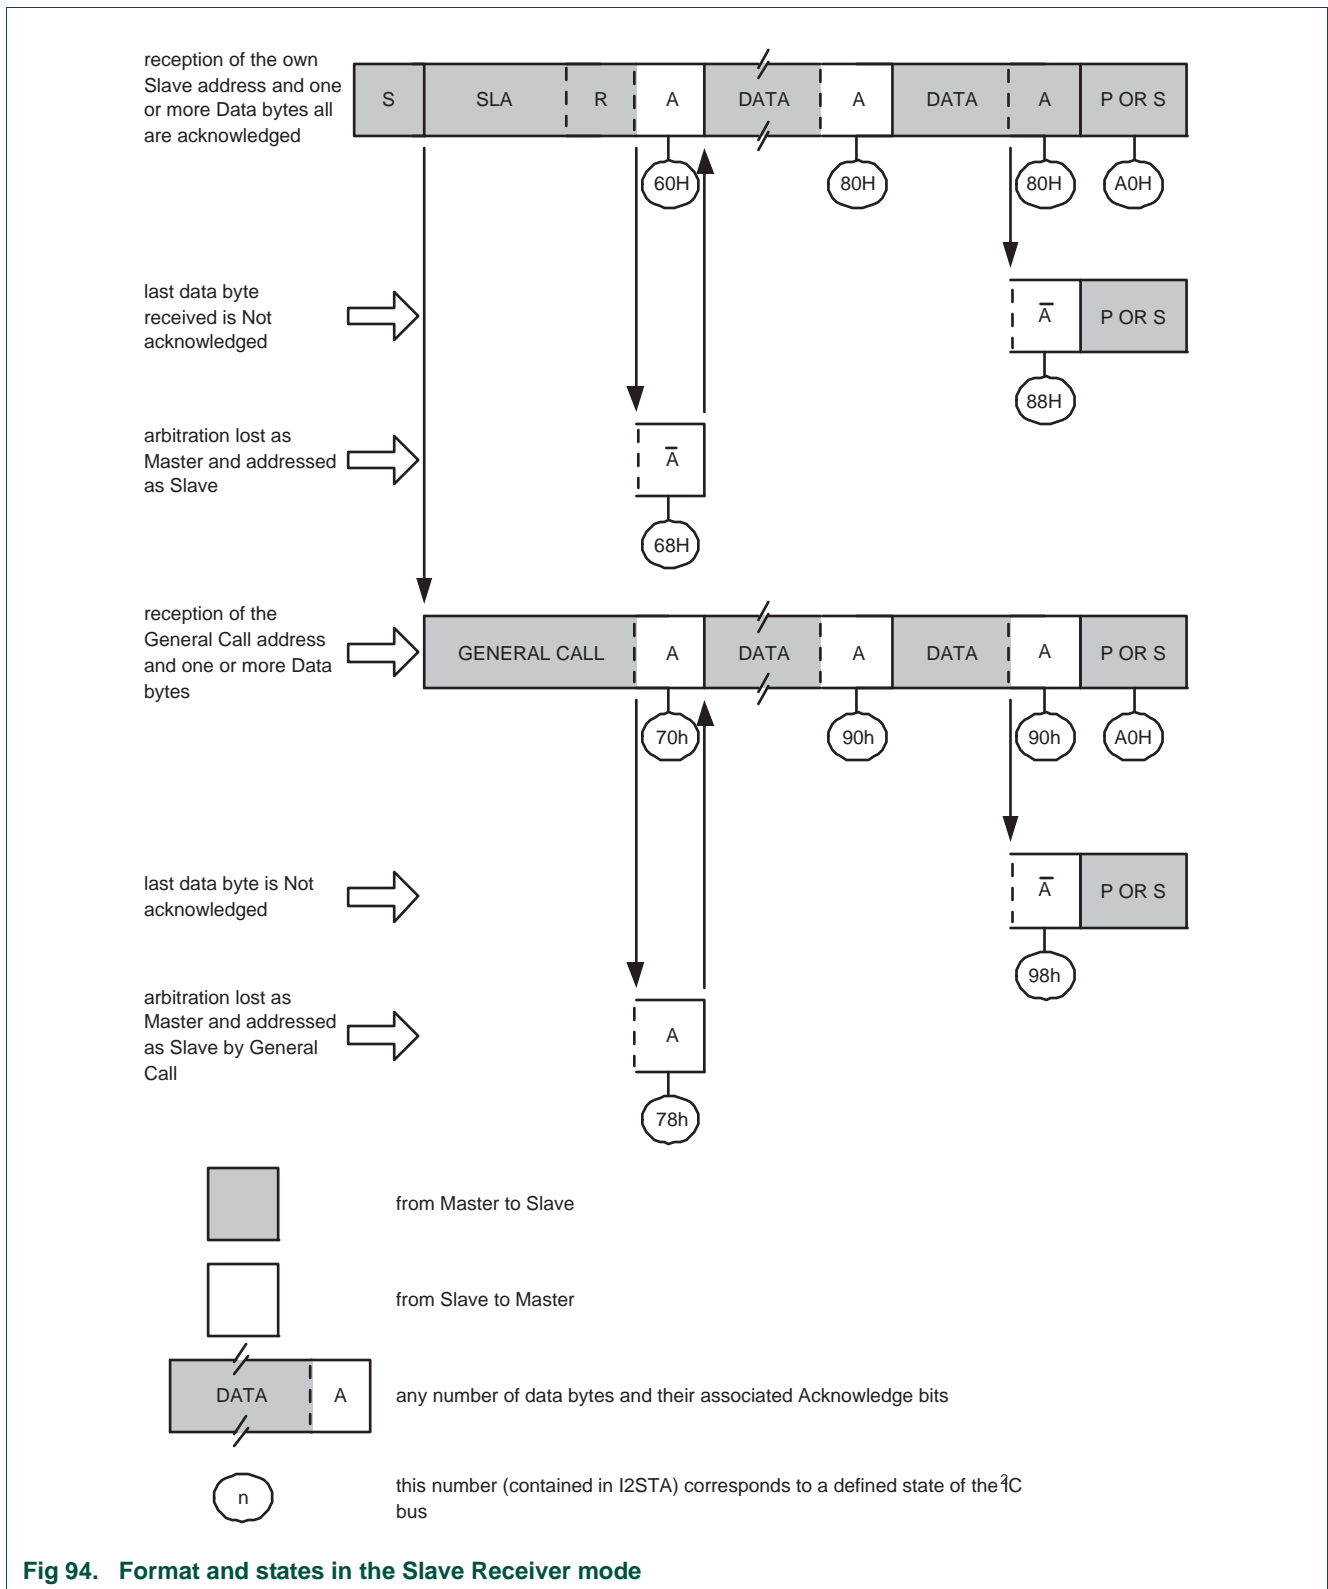 reception of the own
Slave address and one
or more Data bytes all
are acknowledged
S SLA R A DATA A DATA A P OR S
60H 80H 80H A0H
last data byte
received is Not
acknowledged
A̅ P OR S
88H
arbitration lost as
Master and addressed
as Slave
A̅
68H
reception of the
General Call address
and one or more Data
bytes
GENERAL CALL A DATA A DATA A P OR S
70h 90h 90h A0H
last data byte is Not
acknowledged
A̅ P OR S
98h
arbitration lost as
Master and addressed
as Slave by General
Call
A
78h
from Master to Slave
from Slave to Master
DATA A
any number of data bytes and their associated Acknowledge bits
n
this number (contained in I2STA) corresponds to a defined state of the I²C
bus
Fig 94. Format and states in the Slave Receiver mode